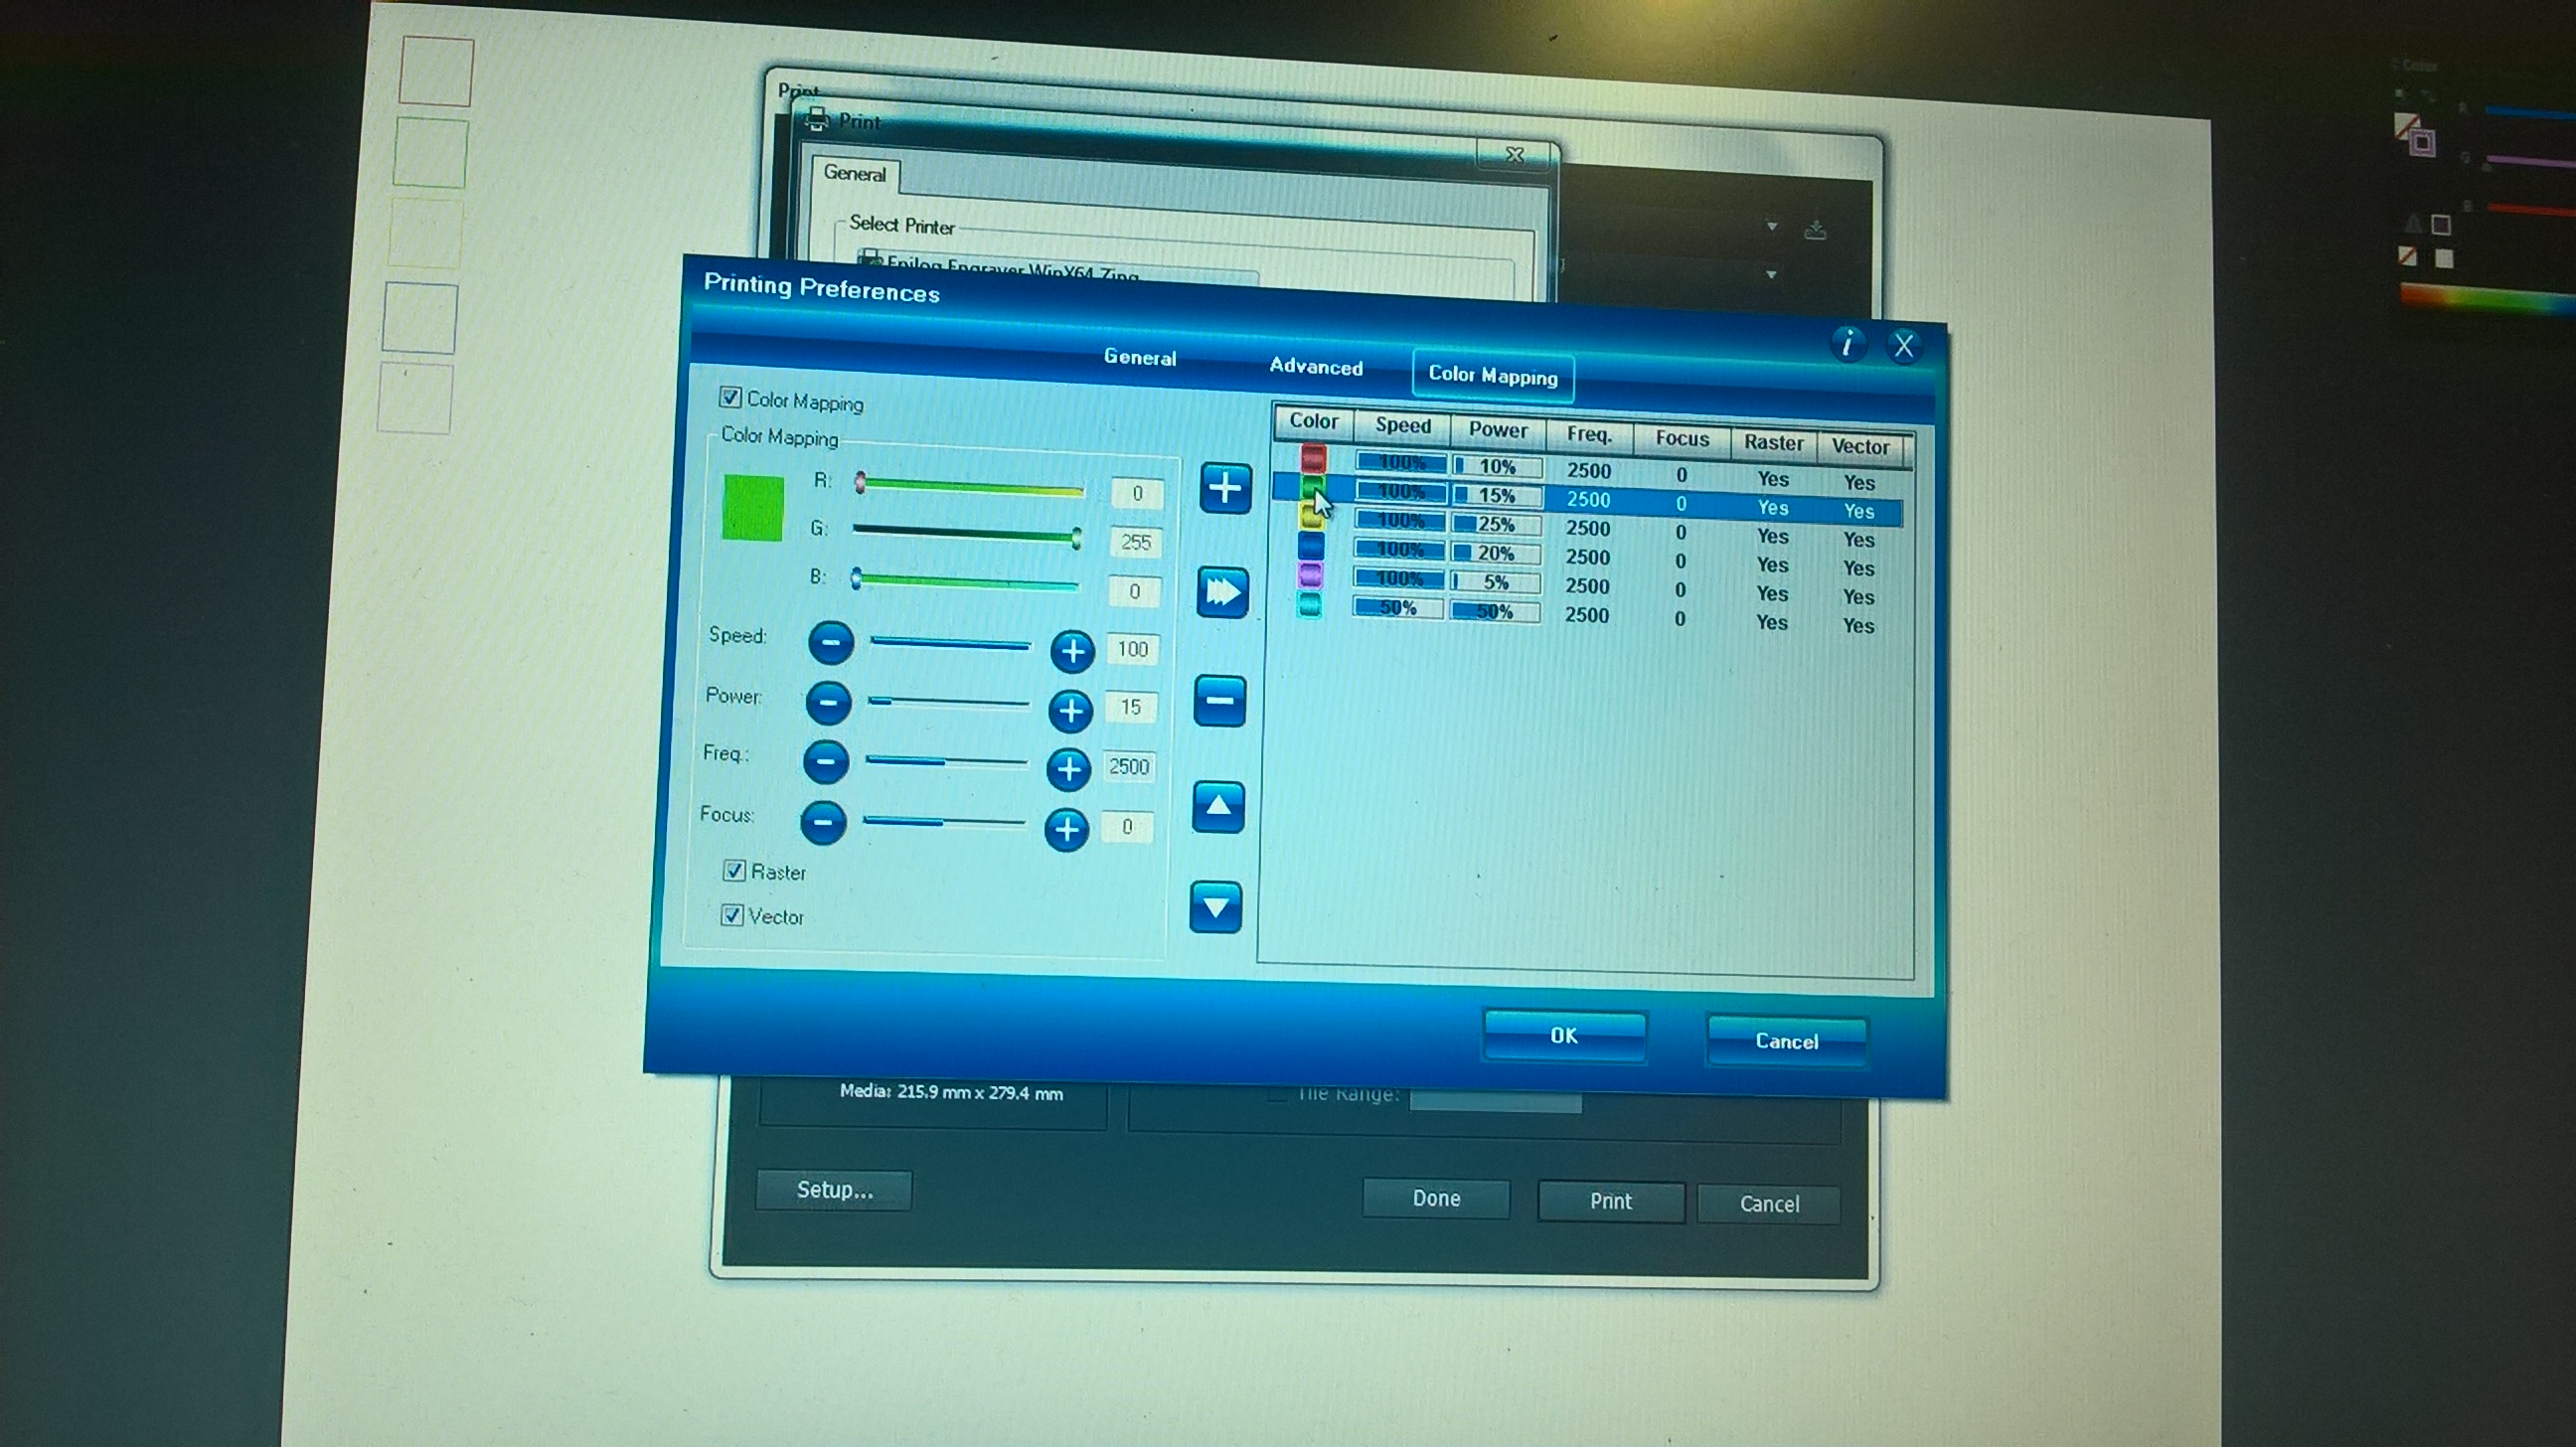 Print
Print
General
Select Printer
Epilog Engraver WinX64 Zing
Printing Preferences
General Advanced Color Mapping
Color Mapping
Color Mapping
R: 0
G: 255
B: 0
Speed: 100
Power: 15
Freq.: 2500
Focus: 0
Raster
Vector
Color Speed Power Freq. Focus Raster Vector
100% 10% 2500 0 Yes Yes
100% 15% 2500 0 Yes Yes
100% 25% 2500 0 Yes Yes
100% 20% 2500 0 Yes Yes
100% 5% 2500 0 Yes Yes
50% 50% 2500 0 Yes Yes
OK Cancel
Media: 215.9 mm x 279.4 mm
Tile Range:
Setup... Done Print Cancel
Color
R
G
B